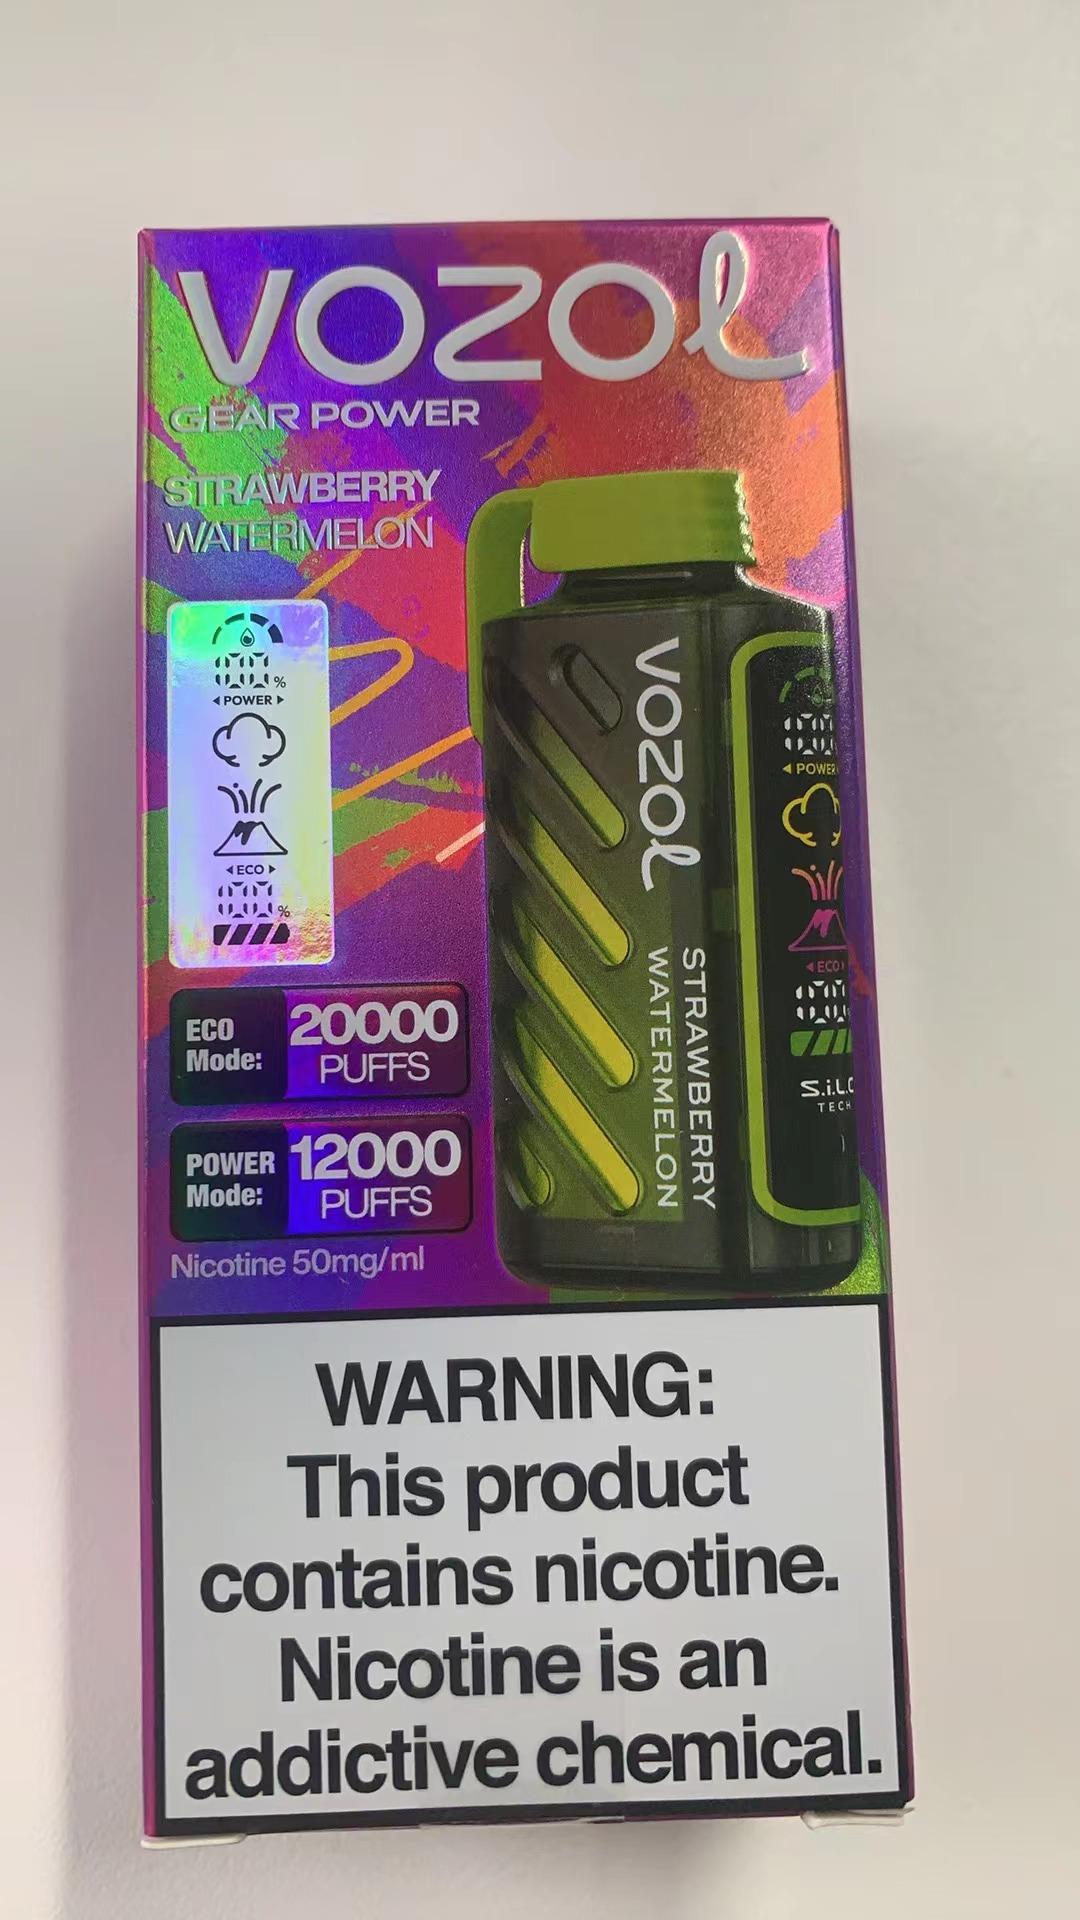 VOZOL
GEAR POWER
STRAWBERRY
WATERMELON
%
POWER
ECO
%
ECO
Mode:
20000
PUFFS
POWER
Mode:
12000
PUFFS
Nicotine 50mg/ml
VOZOL
STRAWBERRY
WATERMELON
POWER
ECO
TECH
WARNING:
This product
contains nicotine.
Nicotine is an
addictive chemical.